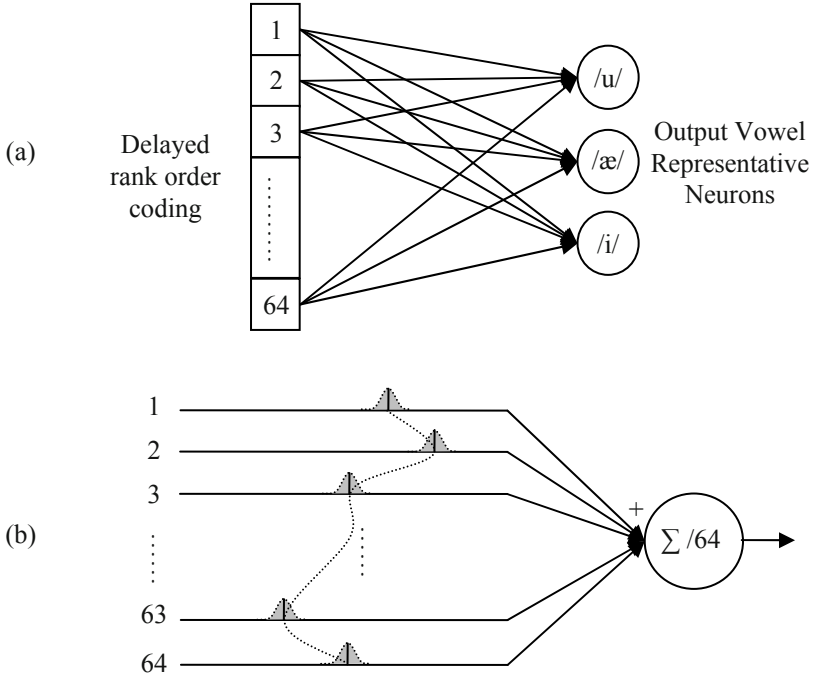 (a)
Delayed
rank order
coding
1
2
3
64
/u/
/æ/
/i/
Output Vowel
Representative
Neurons
(b)
1
2
3
63
64
+
∑ /64